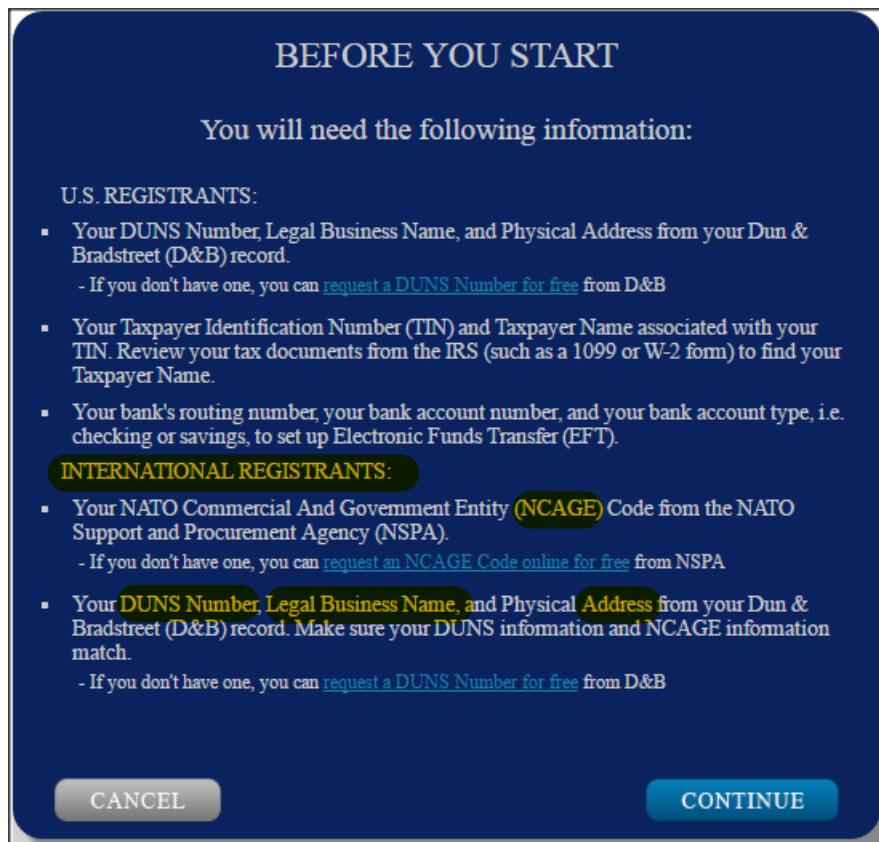 BEFORE YOU START
You will need the following information:
U.S. REGISTRANTS:
▪ Your DUNS Number, Legal Business Name, and Physical Address from your Dun &
Bradstreet (D&B) record.
- If you don't have one, you can request a DUNS Number for free from D&B
▪ Your Taxpayer Identification Number (TIN) and Taxpayer Name associated with your
TIN. Review your tax documents from the IRS (such as a 1099 or W-2 form) to find your
Taxpayer Name.
▪ Your bank's routing number, your bank account number, and your bank account type, i.e.
checking or savings, to set up Electronic Funds Transfer (EFT).
INTERNATIONAL REGISTRANTS:
▪ Your NATO Commercial And Government Entity (NCAGE) Code from the NATO
Support and Procurement Agency (NSPA).
- If you don't have one, you can request an NCAGE Code online for free from NSPA
▪ Your DUNS Number, Legal Business Name, and Physical Address from your Dun &
Bradstreet (D&B) record. Make sure your DUNS information and NCAGE information
match.
- If you don't have one, you can request a DUNS Number for free from D&B
CANCEL CONTINUE